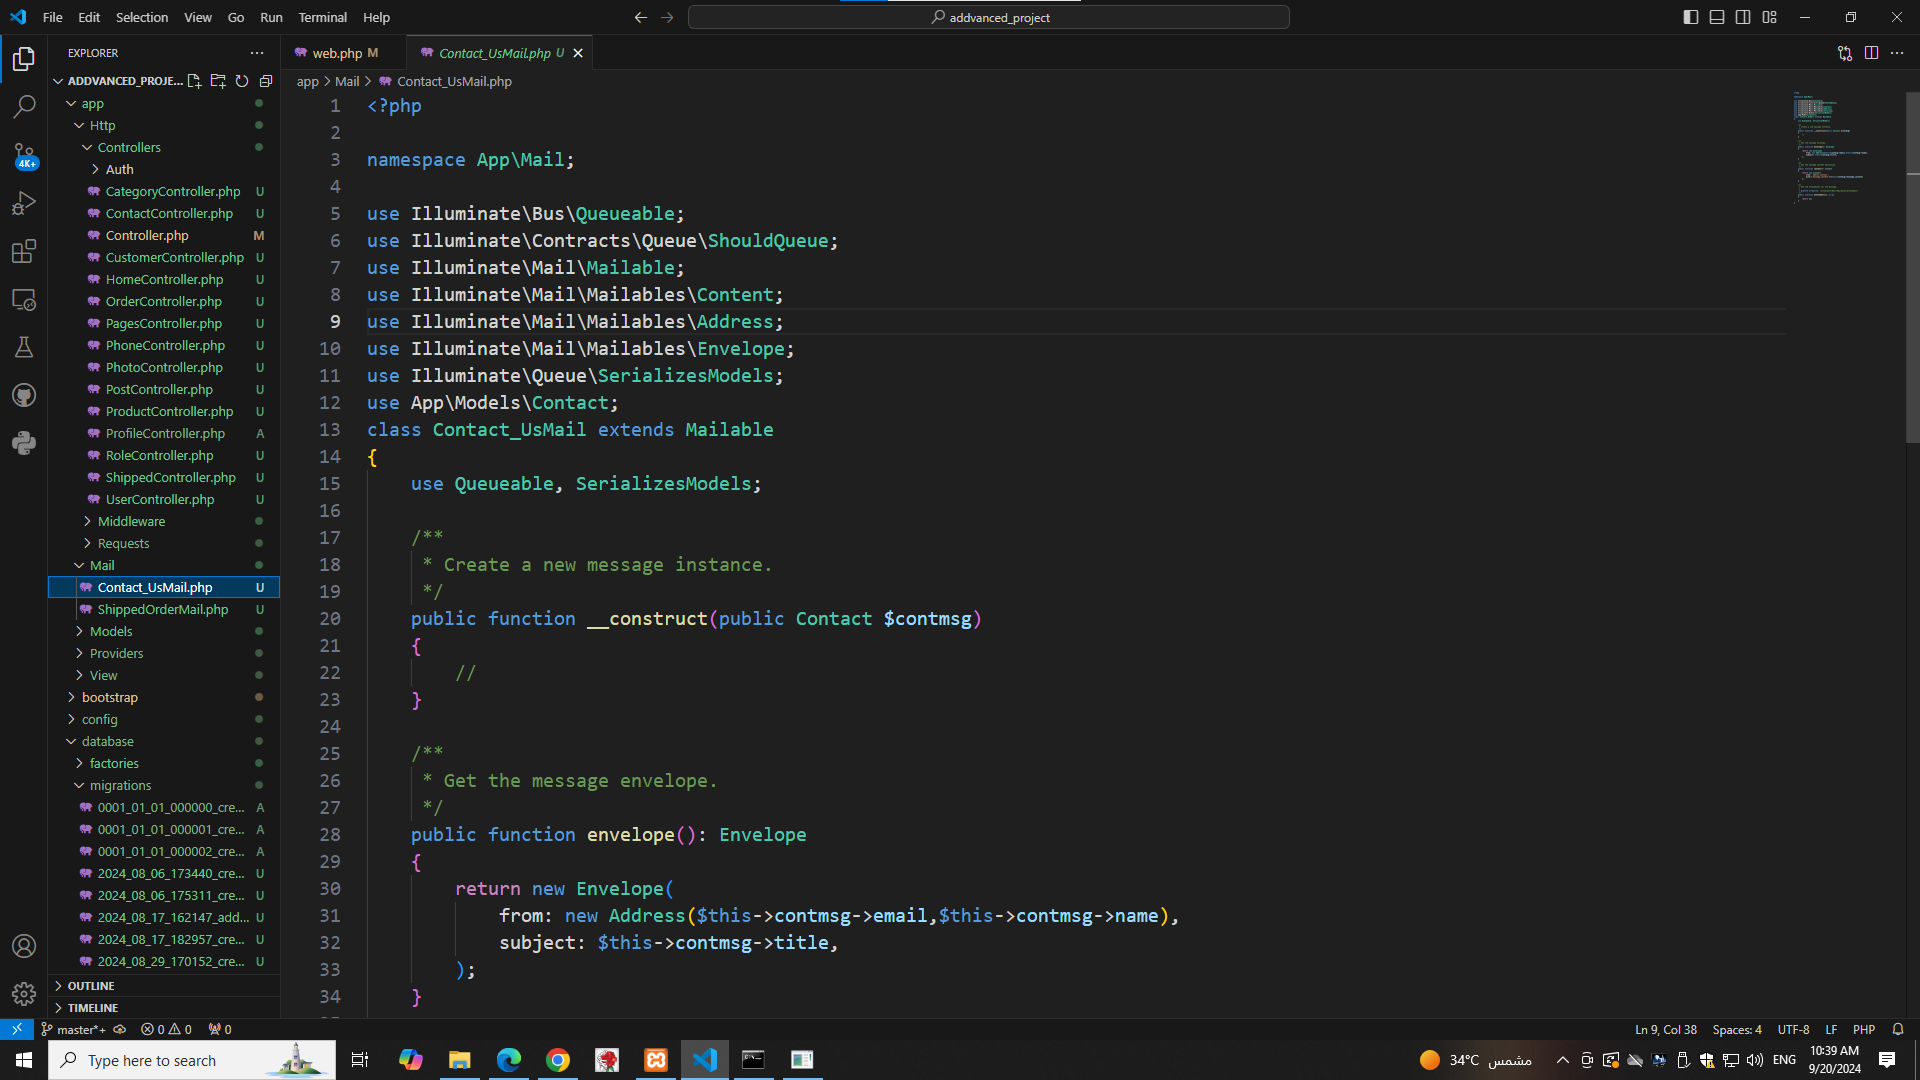 File Edit Selection View Go Run Terminal Help
addvanced_project
EXPLORER
ADDVANCED_PROJE...
app
Http
Controllers
Auth
CategoryController.php U
ContactController.php U
Controller.php M
CustomerController.php U
HomeController.php U
OrderController.php U
PagesController.php U
PhoneController.php U
PhotoController.php U
PostController.php U
ProductController.php U
ProfileController.php A
RoleController.php U
ShippedController.php U
UserController.php U
Middleware
Requests
Mail
Contact_UsMail.php U
ShippedOrderMail.php U
Models
Providers
View
bootstrap
config
database
factories
migrations
0001_01_01_000000_cre... A
0001_01_01_000001_cre... A
0001_01_01_000002_cre... A
2024_08_06_173440_cre... U
2024_08_06_175311_cre... U
2024_08_17_162147_add... U
2024_08_17_182957_cre... U
2024_08_29_170152_cre... U
OUTLINE
TIMELINE
4K+
web.php M
Contact_UsMail.php U
app > Mail > Contact_UsMail.php
1 <?php
2
3 namespace App\Mail;
4
5 use Illuminate\Bus\Queueable;
6 use Illuminate\Contracts\Queue\ShouldQueue;
7 use Illuminate\Mail\Mailable;
8 use Illuminate\Mail\Mailables\Content;
9 use Illuminate\Mail\Mailables\Address;
10 use Illuminate\Mail\Mailables\Envelope;
11 use Illuminate\Queue\SerializesModels;
12 use App\Models\Contact;
13 class Contact_UsMail extends Mailable
14 {
15 use Queueable, SerializesModels;
16
17 /**
18 * Create a new message instance.
19 */
20 public function __construct(public Contact $contmsg)
21 {
22 //
23 }
24
25 /**
26 * Get the message envelope.
27 */
28 public function envelope(): Envelope
29 {
30 return new Envelope(
31 from: new Address($this->contmsg->email,$this->contmsg->name),
32 subject: $this->contmsg->title,
33 );
34 }
master*+ 0 0 0
Ln 9, Col 38 Spaces: 4 UTF-8 LF PHP
Type here to search
34°C مشمس
ENG
10:39 AM
9/20/2024